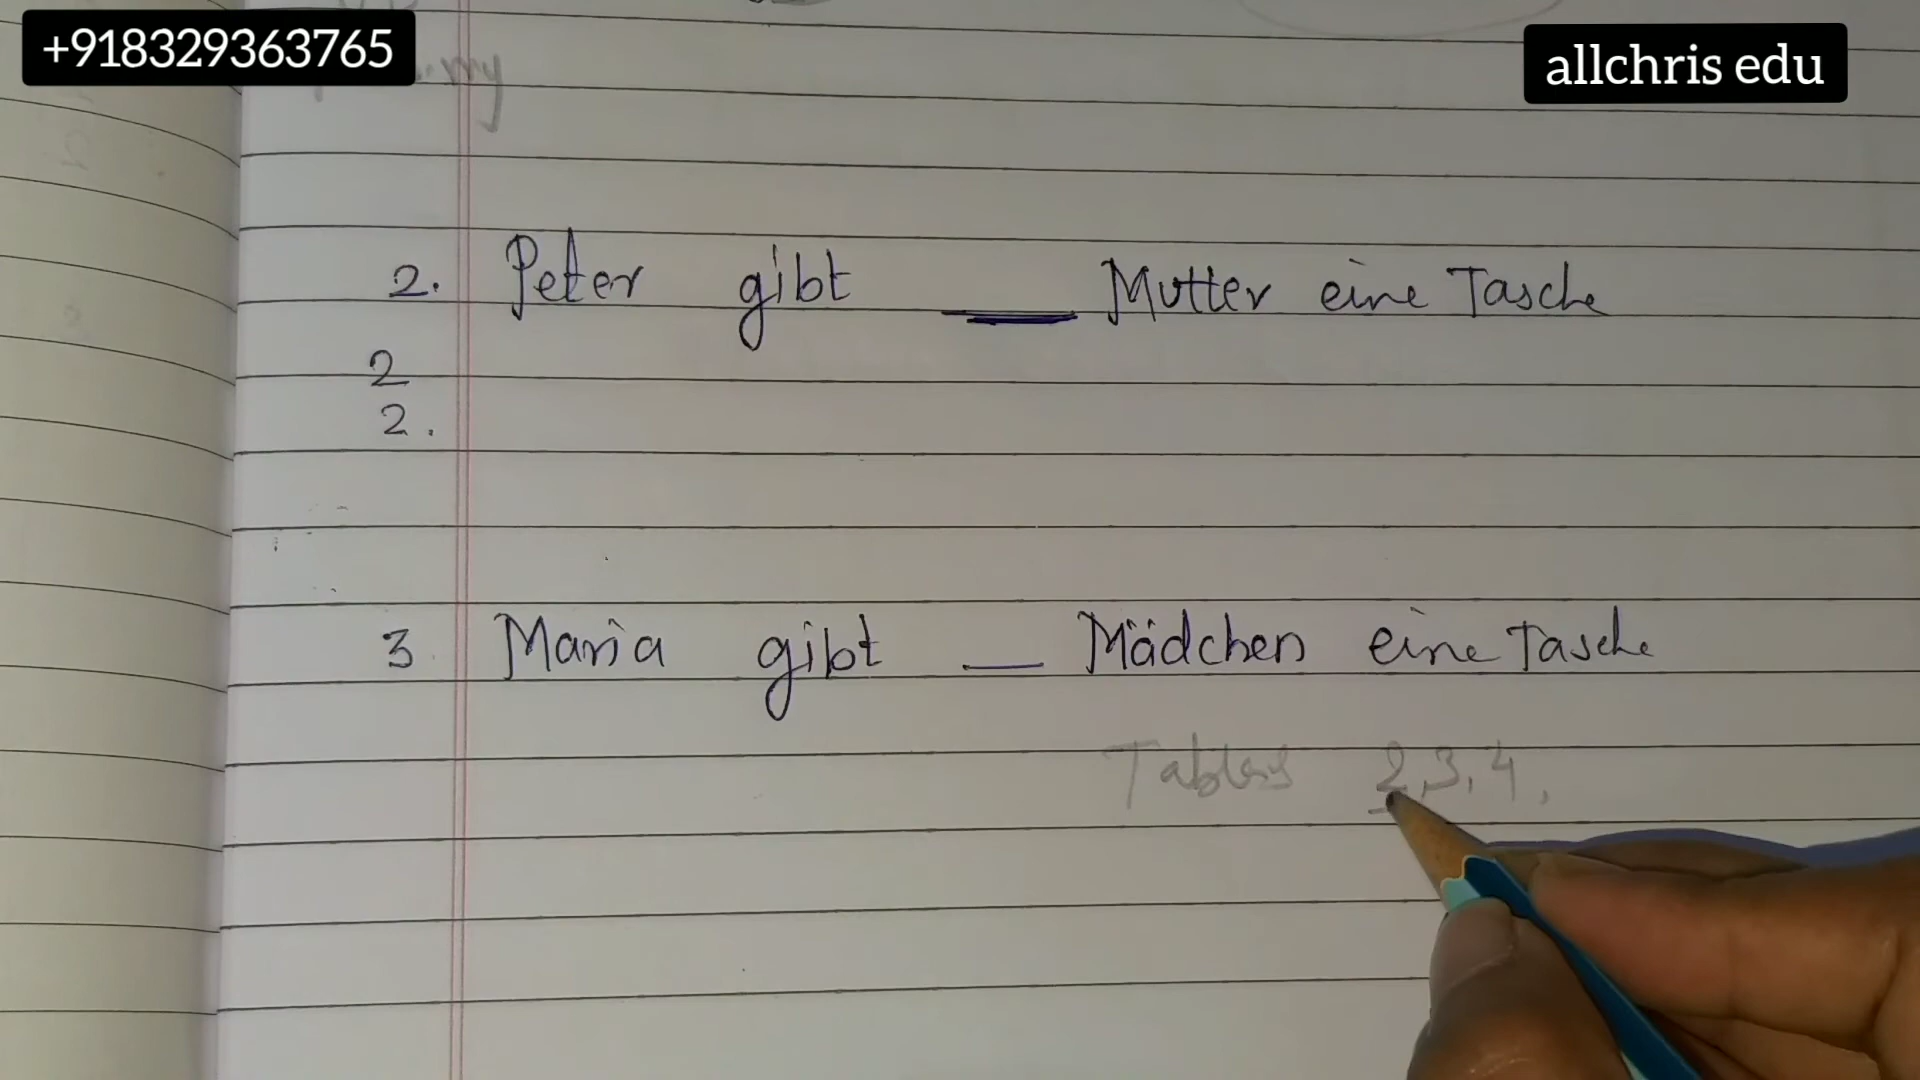 +918329363765
allchris edu
my
2. Peter gibt ___ Mutter eine Tasche
2
2.
3 Maria gibt ___ Mädchen eine Tasche
Tables 2,3,4,